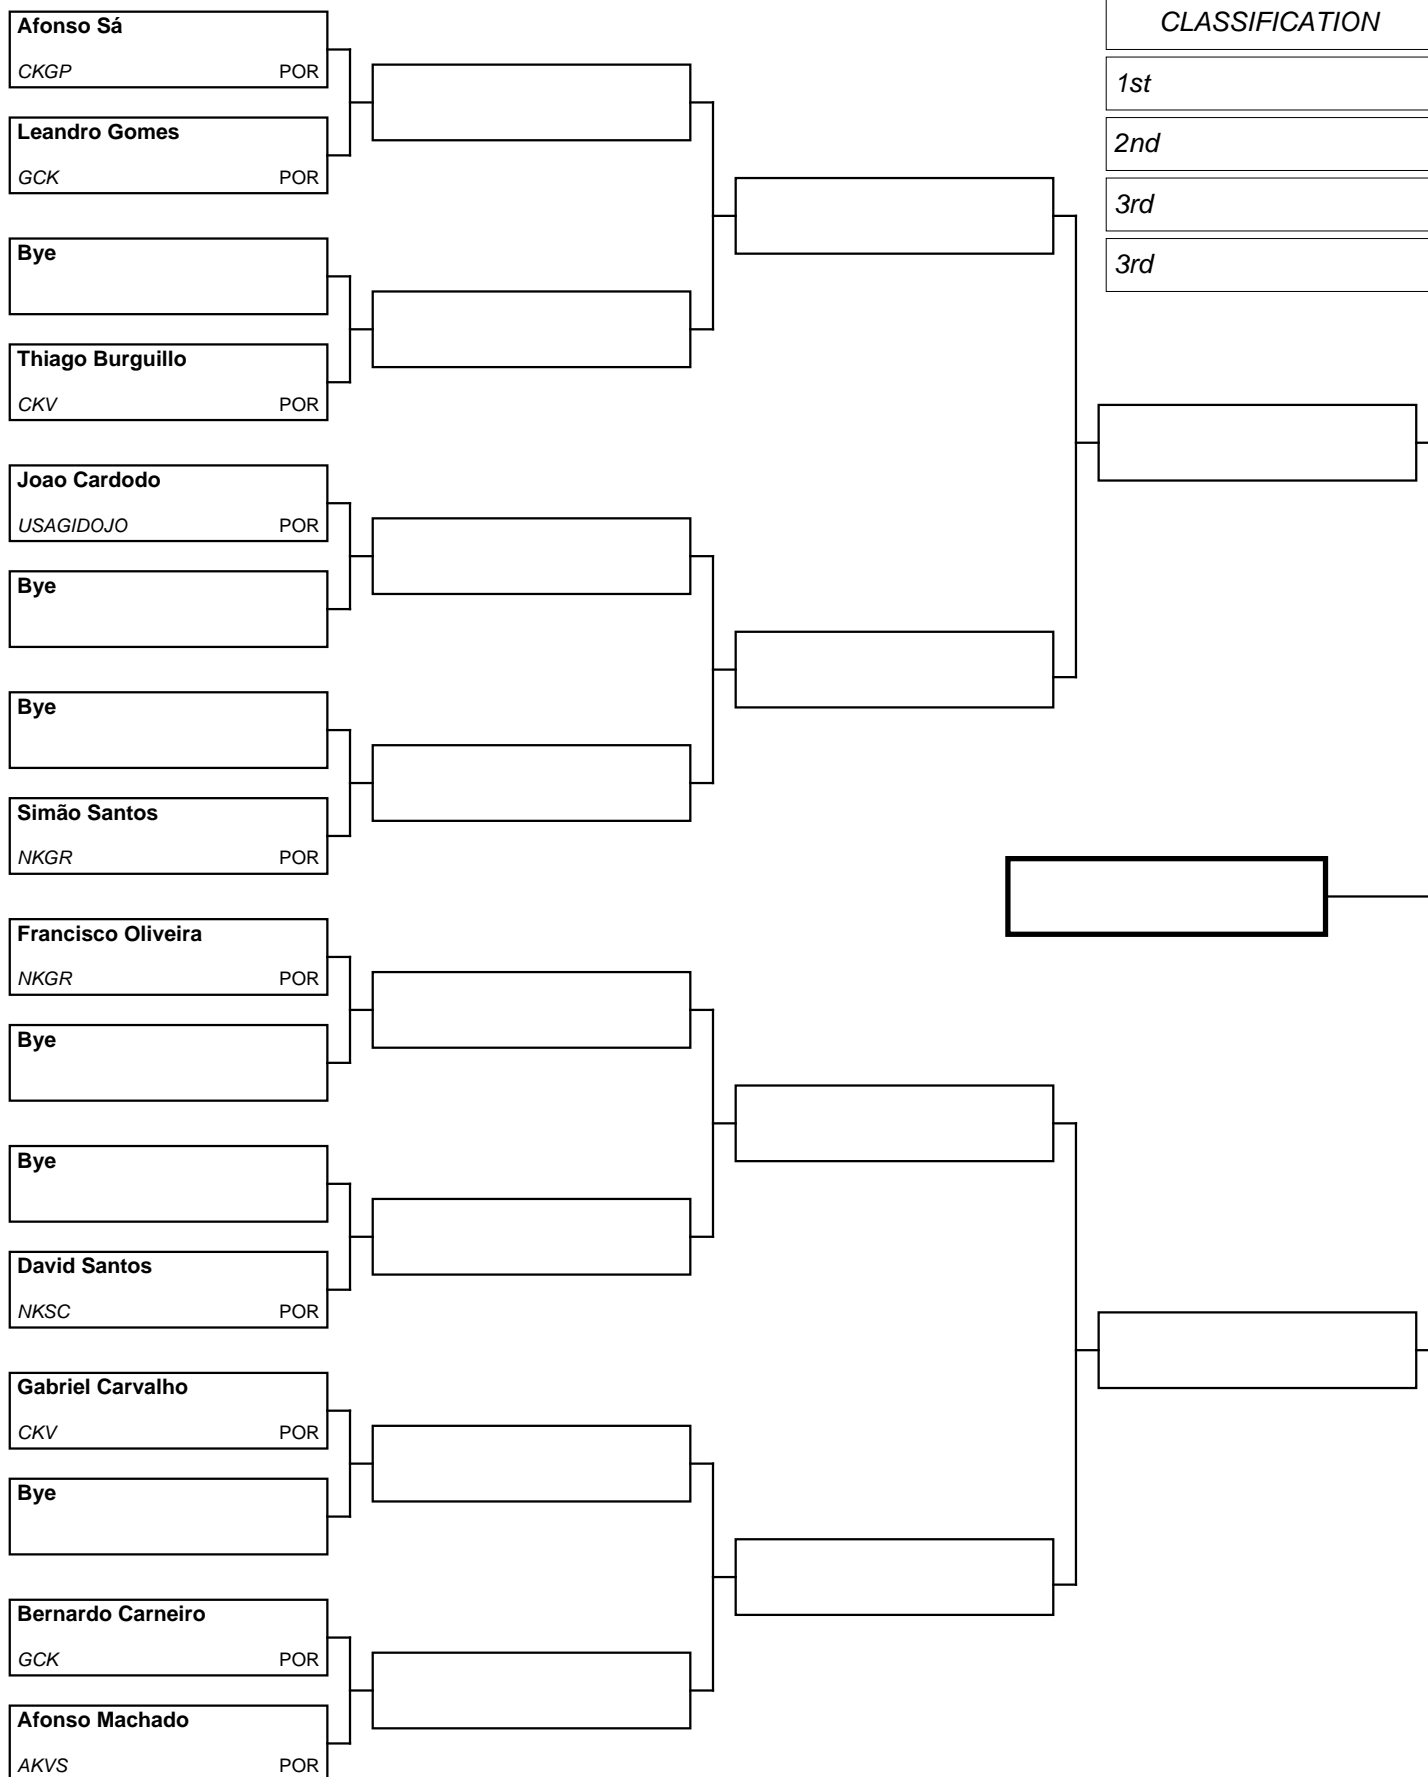 Afonso Sá
CKGP POR
Leandro Gomes
GCK POR
Bye
Thiago Burguillo
CKV POR
Joao Cardodo
USAGIDOJO POR
Bye
Bye
Simão Santos
NKGR POR
Francisco Oliveira
NKGR POR
Bye
Bye
David Santos
NKSC POR
Gabriel Carvalho
CKV POR
Bye
Bernardo Carneiro
GCK POR
Afonso Machado
AKVS POR
CLASSIFICATION
1st
2nd
3rd
3rd